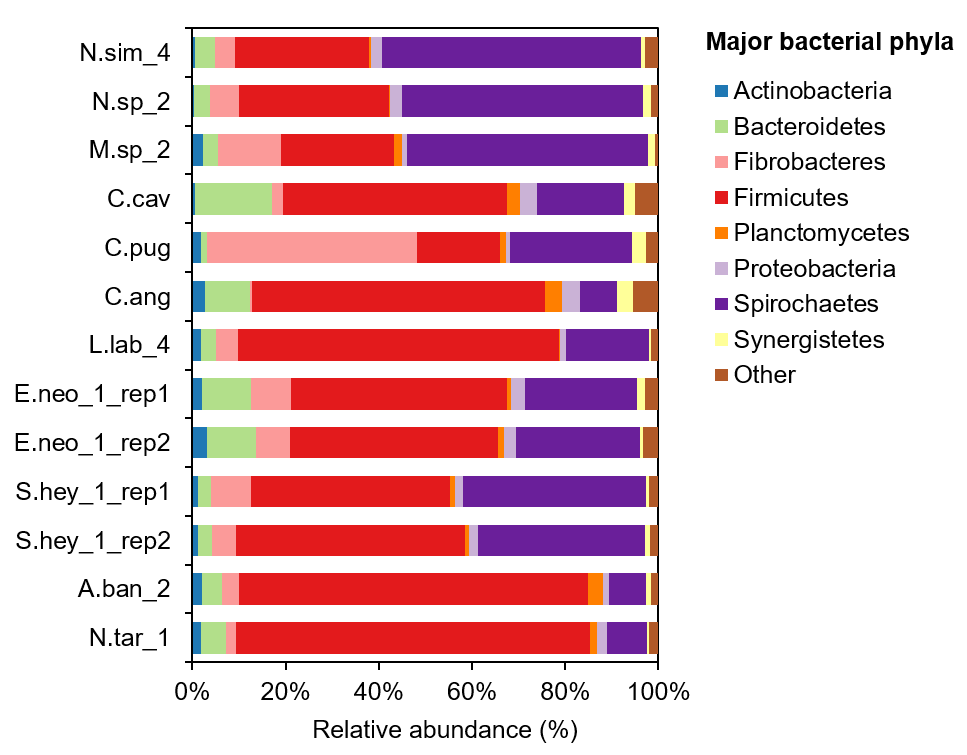 Major bacterial phyla
Actinobacteria
Bacteroidetes
Fibrobacteres
Firmicutes
Planctomycetes
Proteobacteria
Spirochaetes
Synergistetes
Other
N.sim_4
N.sp_2
M.sp_2
C.cav
C.pug
C.ang
L.lab_4
E.neo_1_rep1
E.neo_1_rep2
S.hey_1_rep1
S.hey_1_rep2
A.ban_2
N.tar_1
0% 20% 40% 60% 80% 100%
Relative abundance (%)